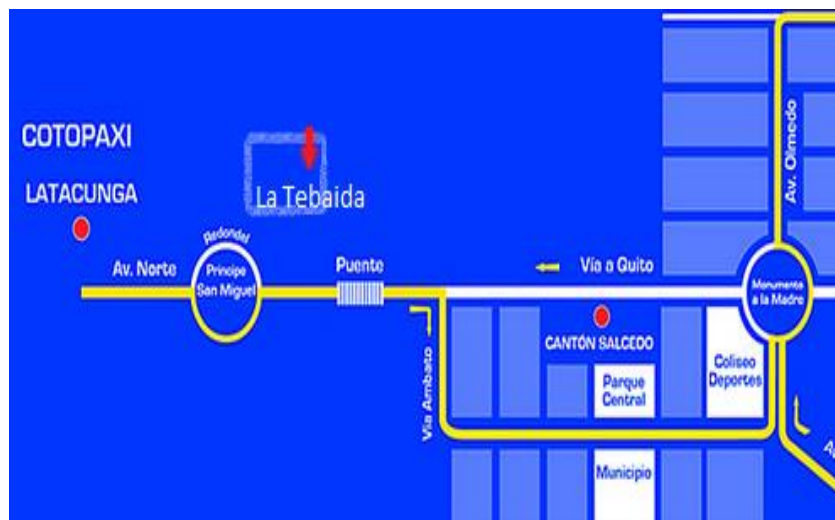 COTOPAXI
LATACUNGA
La Tebaida
Redondel
Principe
San Miguel
Av. Norte
Puente
Vía a Quito
Av. Olmedo
Monumento
a la Madre
CANTÓN SALCEDO
Vía Ambato
Parque
Central
Coliseo
Deportes
Municipio